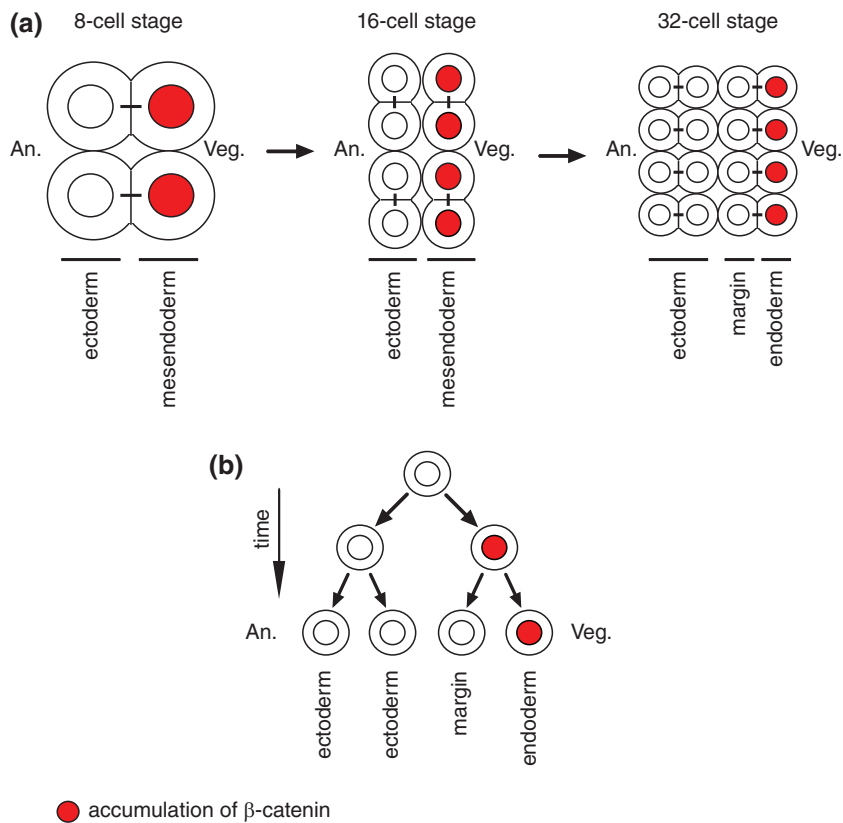 (a)
8-cell stage
16-cell stage
32-cell stage
An.
Veg.
An.
Veg.
An.
Veg.
ectoderm
mesendoderm
ectoderm
mesendoderm
ectoderm
margin
endoderm
(b)
time
An.
Veg.
ectoderm
ectoderm
margin
endoderm
accumulation of β-catenin